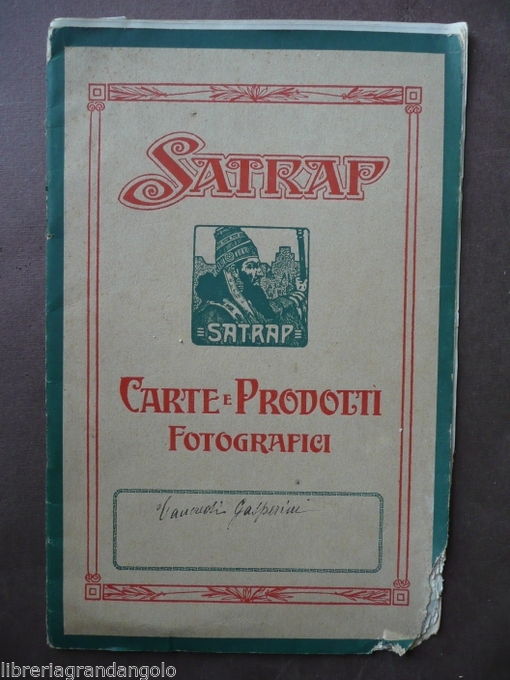 SATRAP
SATRAP
CARTE E PRODOTTI
FOTOGRAFICI
Gasperini
libreriagrandangolo